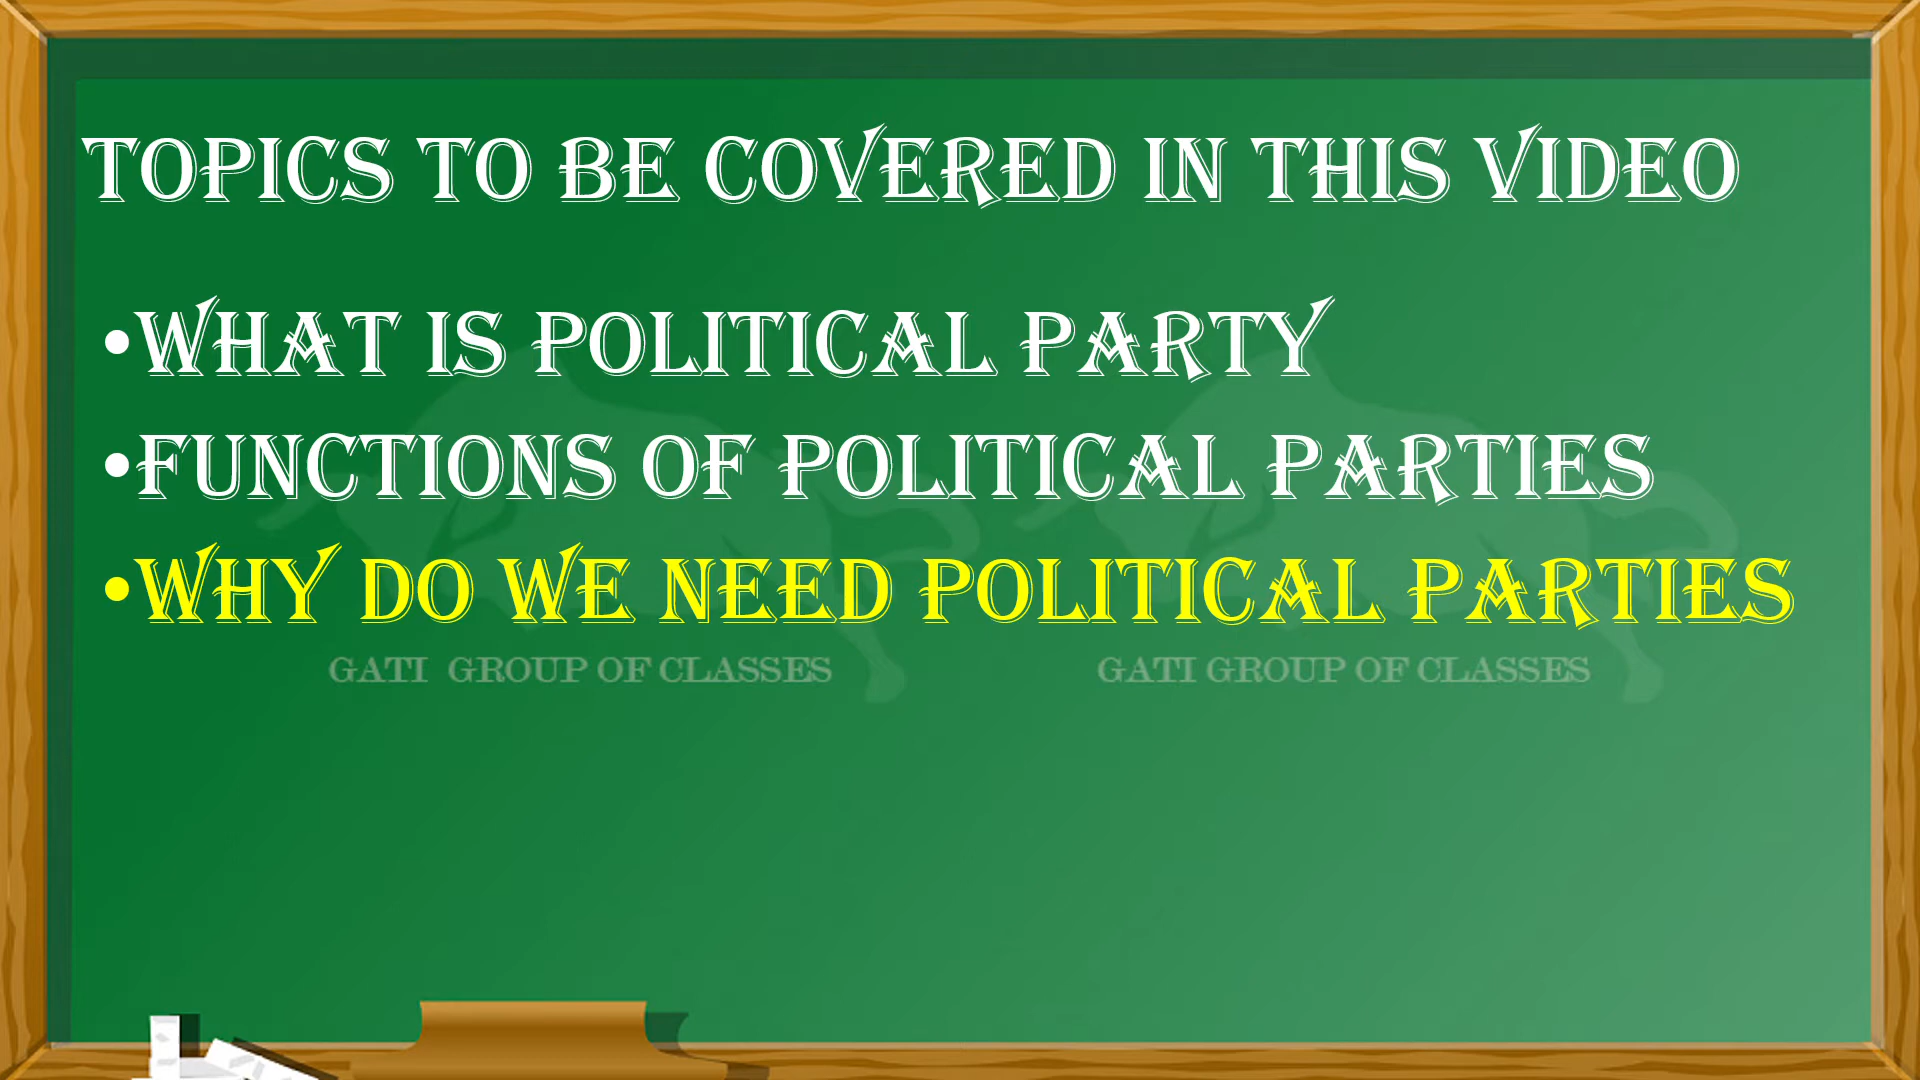 TOPICS TO BE COVERED IN THIS VIDEO
•WHAT IS POLITICAL PARTY
•FUNCTIONS OF POLITICAL PARTIES
•WHY DO WE NEED POLITICAL PARTIES
GATI GROUP OF CLASSES GATI GROUP OF CLASSES